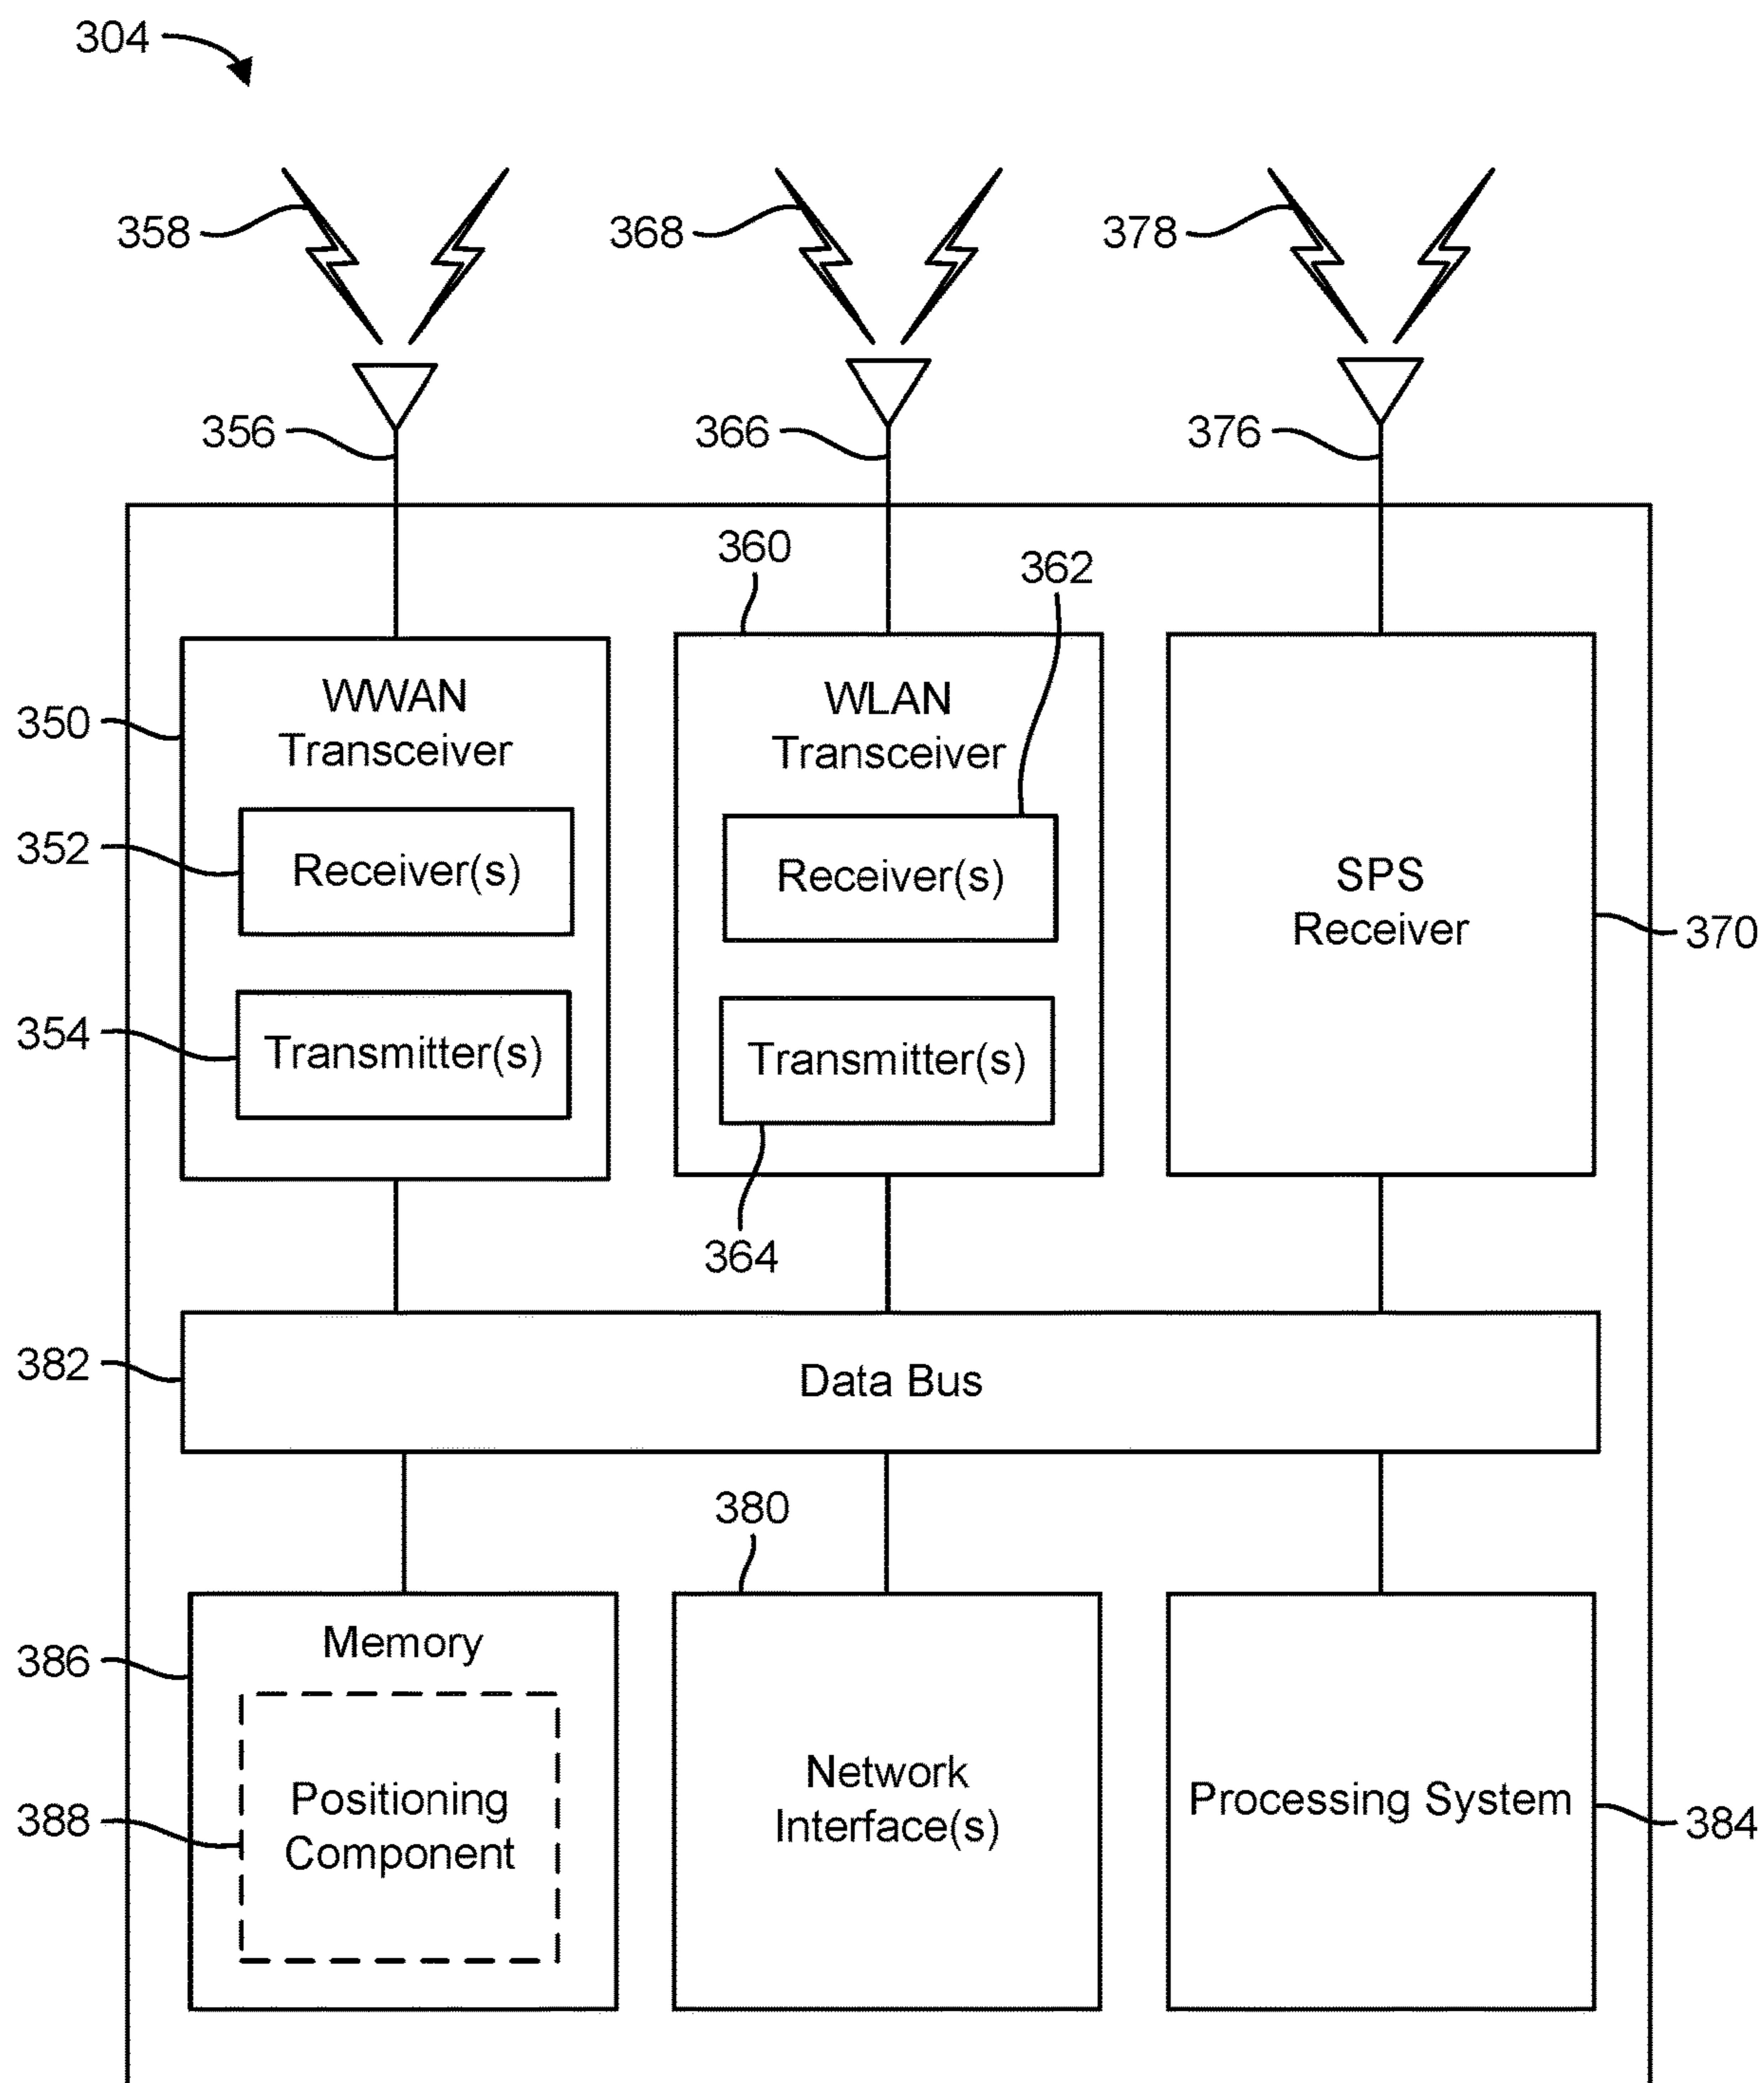 304
358
368
378
356
366
376
360
362
350
WWAN
Transceiver
WLAN
Transceiver
352
Receiver(s)
Receiver(s)
SPS
Receiver
370
354
Transmitter(s)
Transmitter(s)
364
382
Data Bus
380
386
Memory
388
Positioning
Component
Network
Interface(s)
Processing System
384